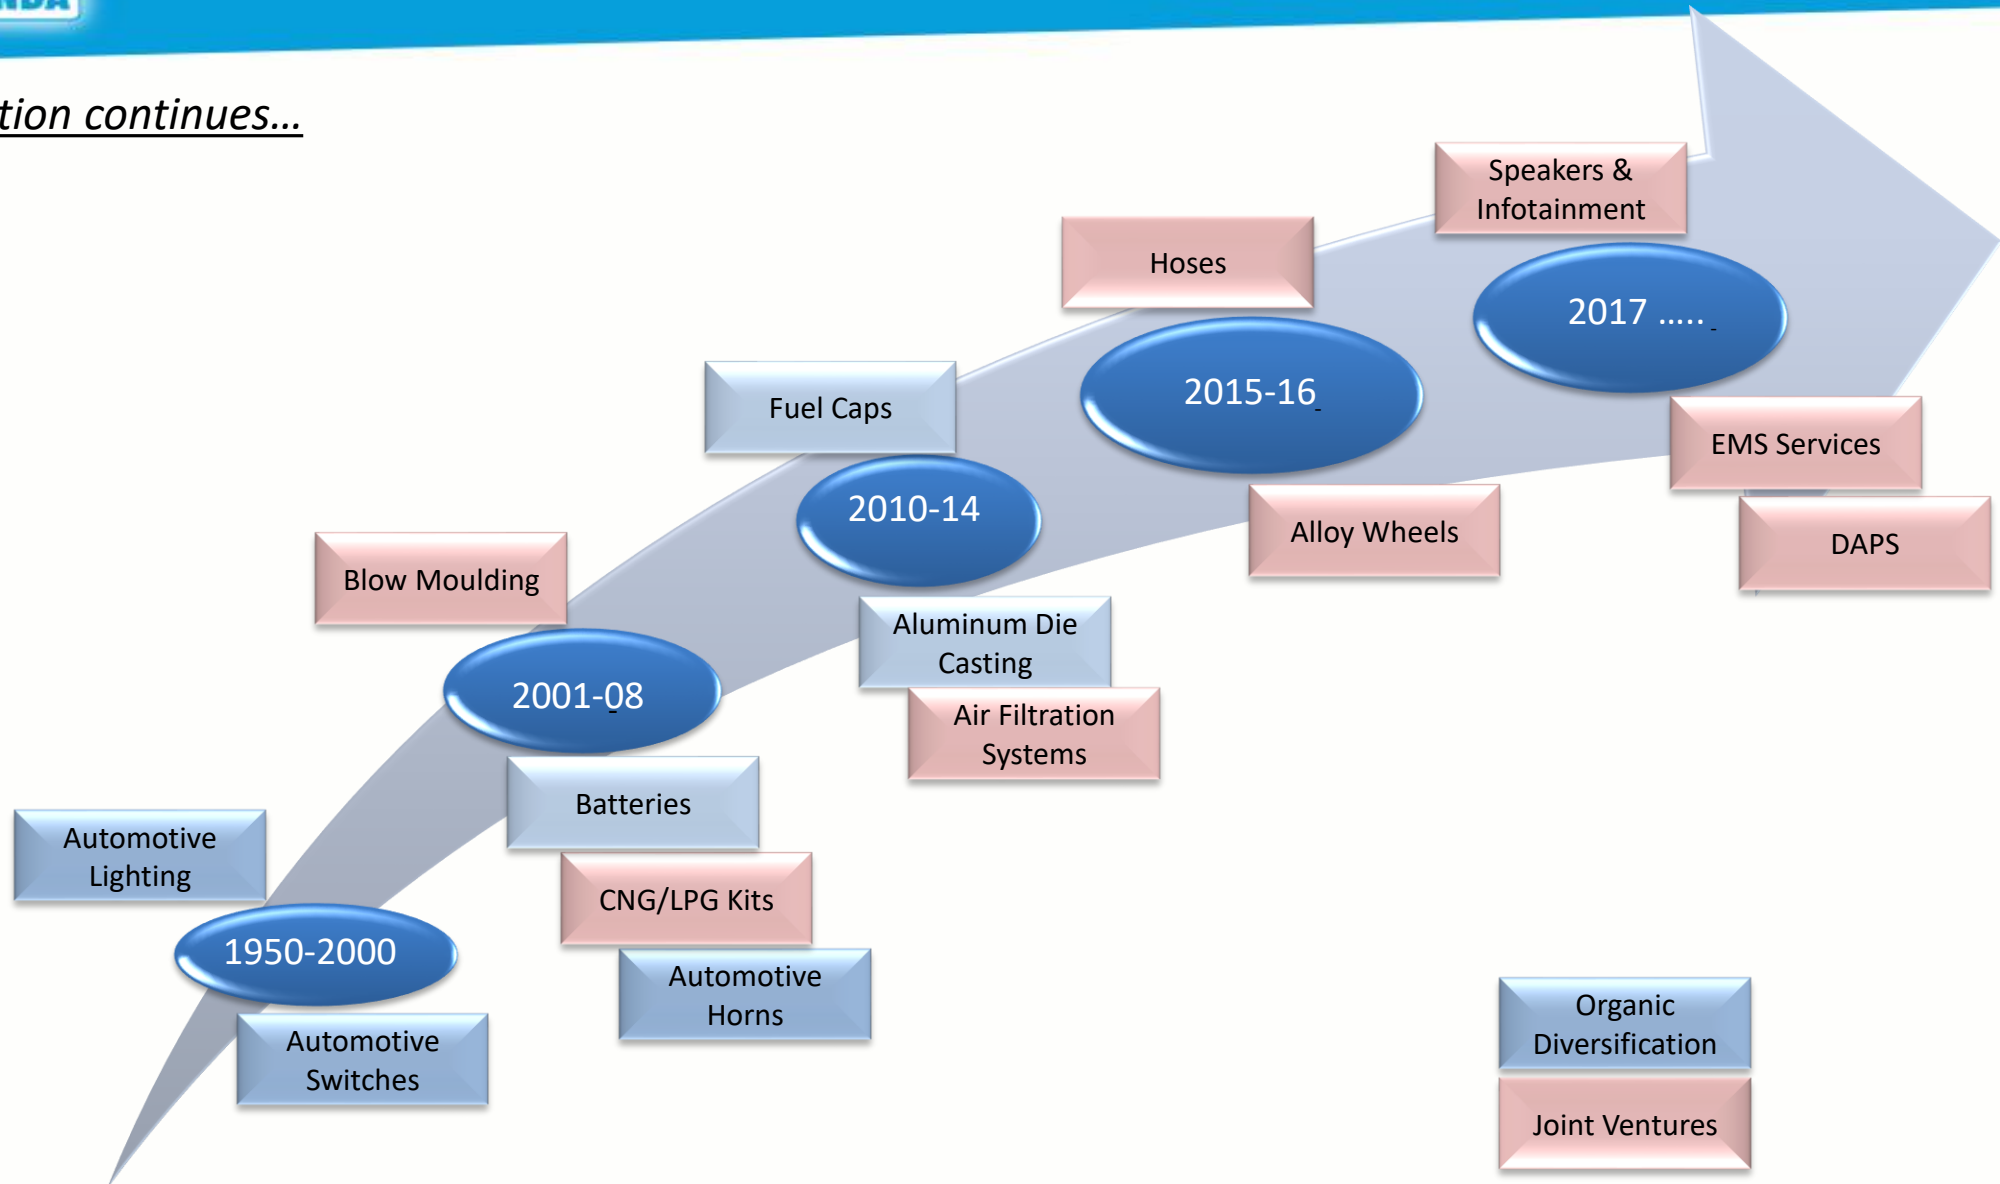 tion continues...
Speakers &
Infotainment
Hoses
2017 .....
2015-16
Fuel Caps
EMS Services
2010-14
Alloy Wheels
DAPS
Blow Moulding
Aluminum Die
Casting
2001-08
Air Filtration
Systems
Batteries
Automotive
Lighting
CNG/LPG Kits
1950-2000
Automotive
Horns
Automotive
Switches
Organic
Diversification
Joint Ventures